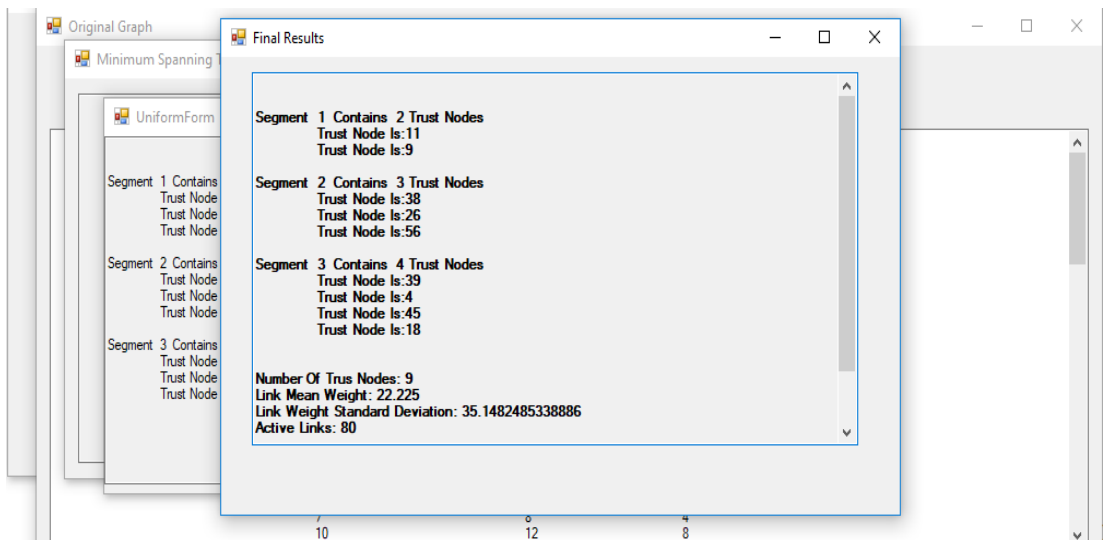 Original Graph
Minimum Spanning
UniformForm
Segment 1 Contains
Trust Node
Trust Node
Trust Node
Segment 2 Contains
Trust Node
Trust Node
Trust Node
Segment 3 Contains
Trust Node
Trust Node
Trust Node
Final Results
Segment 1 Contains 2 Trust Nodes
Trust Node Is:11
Trust Node Is:9
Segment 2 Contains 3 Trust Nodes
Trust Node Is:38
Trust Node Is:26
Trust Node Is:56
Segment 3 Contains 4 Trust Nodes
Trust Node Is:39
Trust Node Is:4
Trust Node Is:45
Trust Node Is:18
Number Of Trus Nodes: 9
Link Mean Weight: 22.225
Link Weight Standard Deviation: 35.1482485338886
Active Links: 80
10 12 8